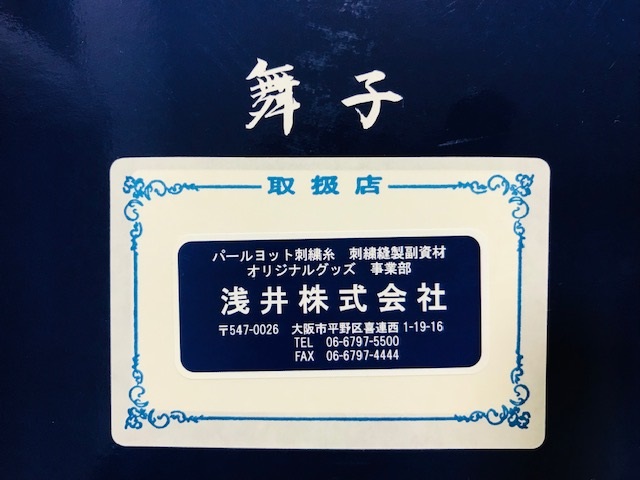 舞子
取扱店
パールヨット刺繍糸　刺繍縫製副資材
オリジナルグッズ　事業部
浅井株式会社
〒547-0026　大阪市平野区喜連西1-19-16
TEL　06-6797-5500
FAX　06-6797-4444